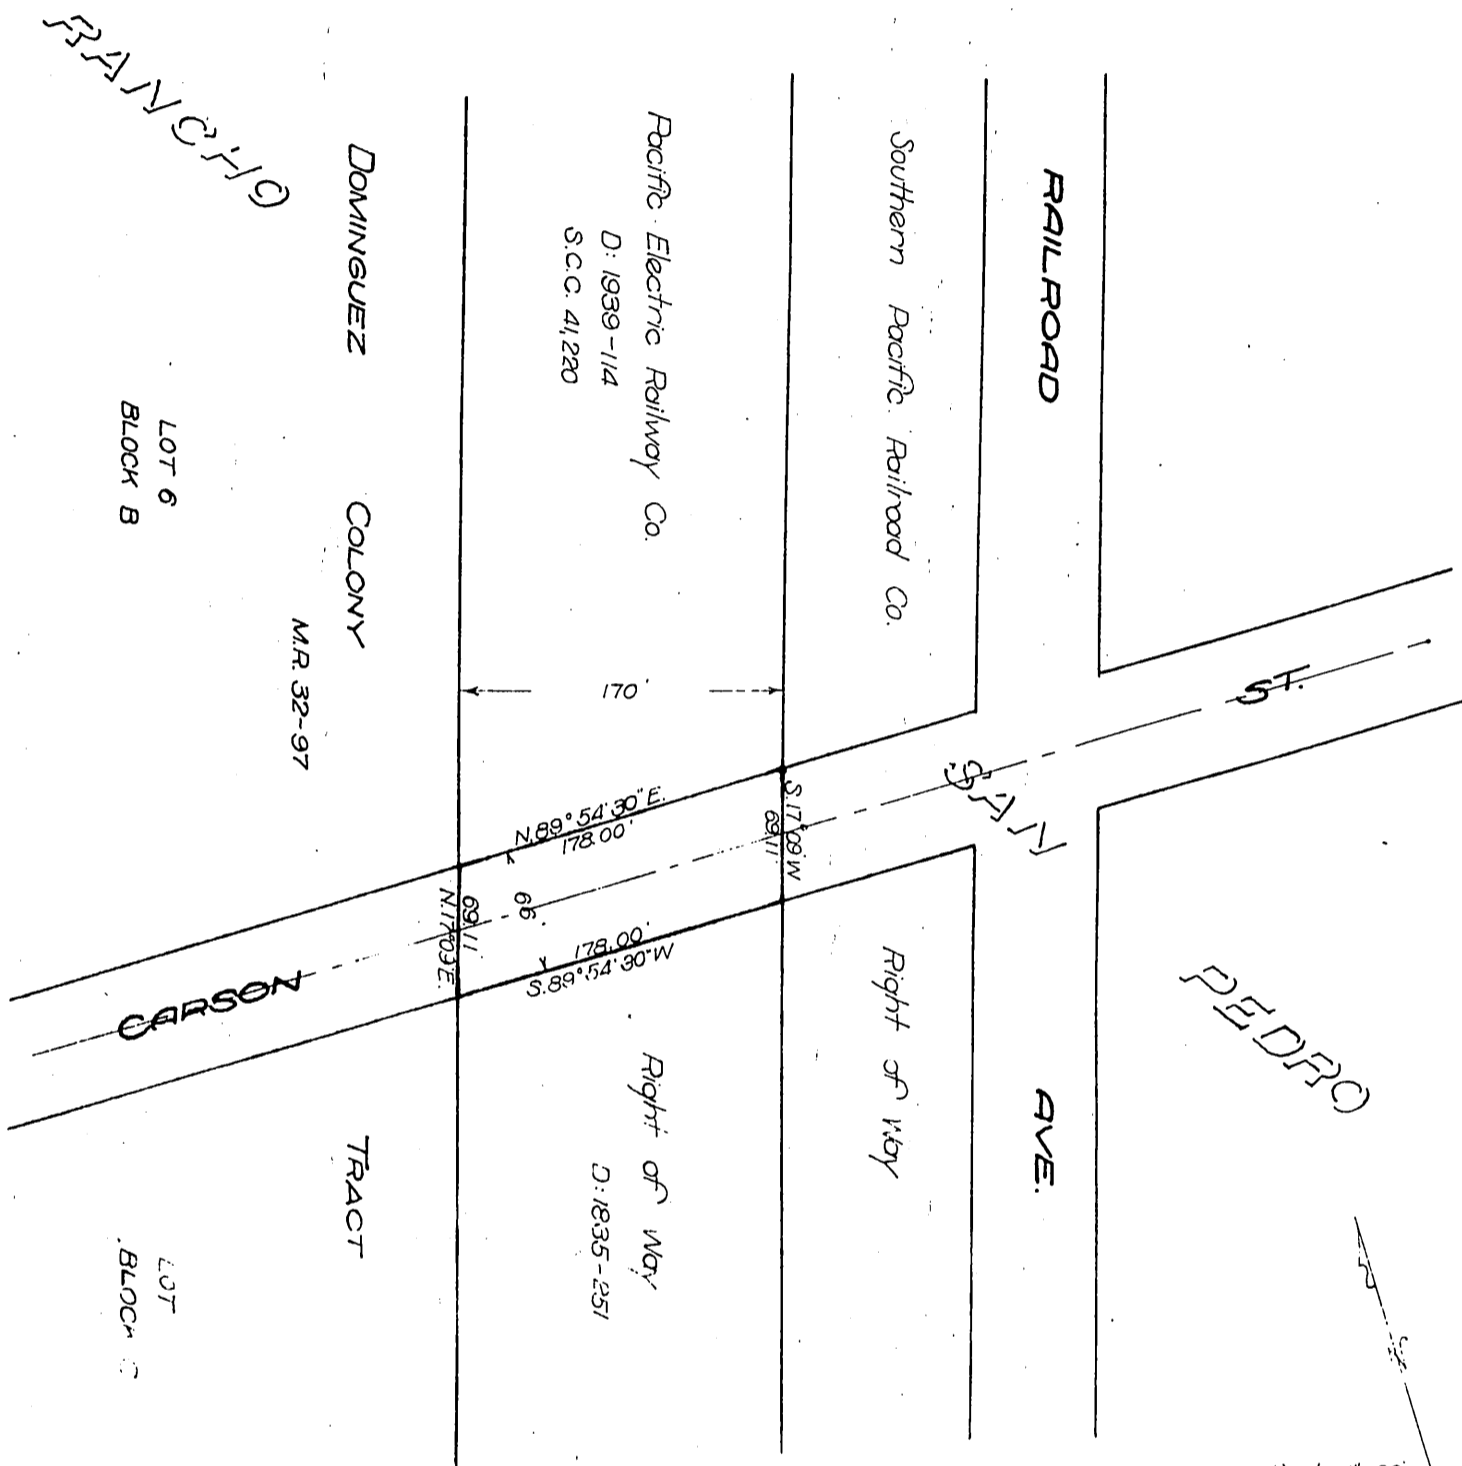 RANCHO
SAN
PEDRO
RAILROAD
AVE.
Southern Pacific Railroad Co.
Right of Way
Pacific Electric Railway Co.
D: 1939-114
S.C.C. 41,220
Right of Way
D: 1835-251
DOMINGUEZ COLONY TRACT
M.R. 32-97
LOT 6
BLOCK B
LOT
BLOCK C
170'
N.89°54'30"E.
178.00'
S.17°09'W
69.11'
66'
69.11'
178.00'
S.89°54'30"W
CARSON
ST.